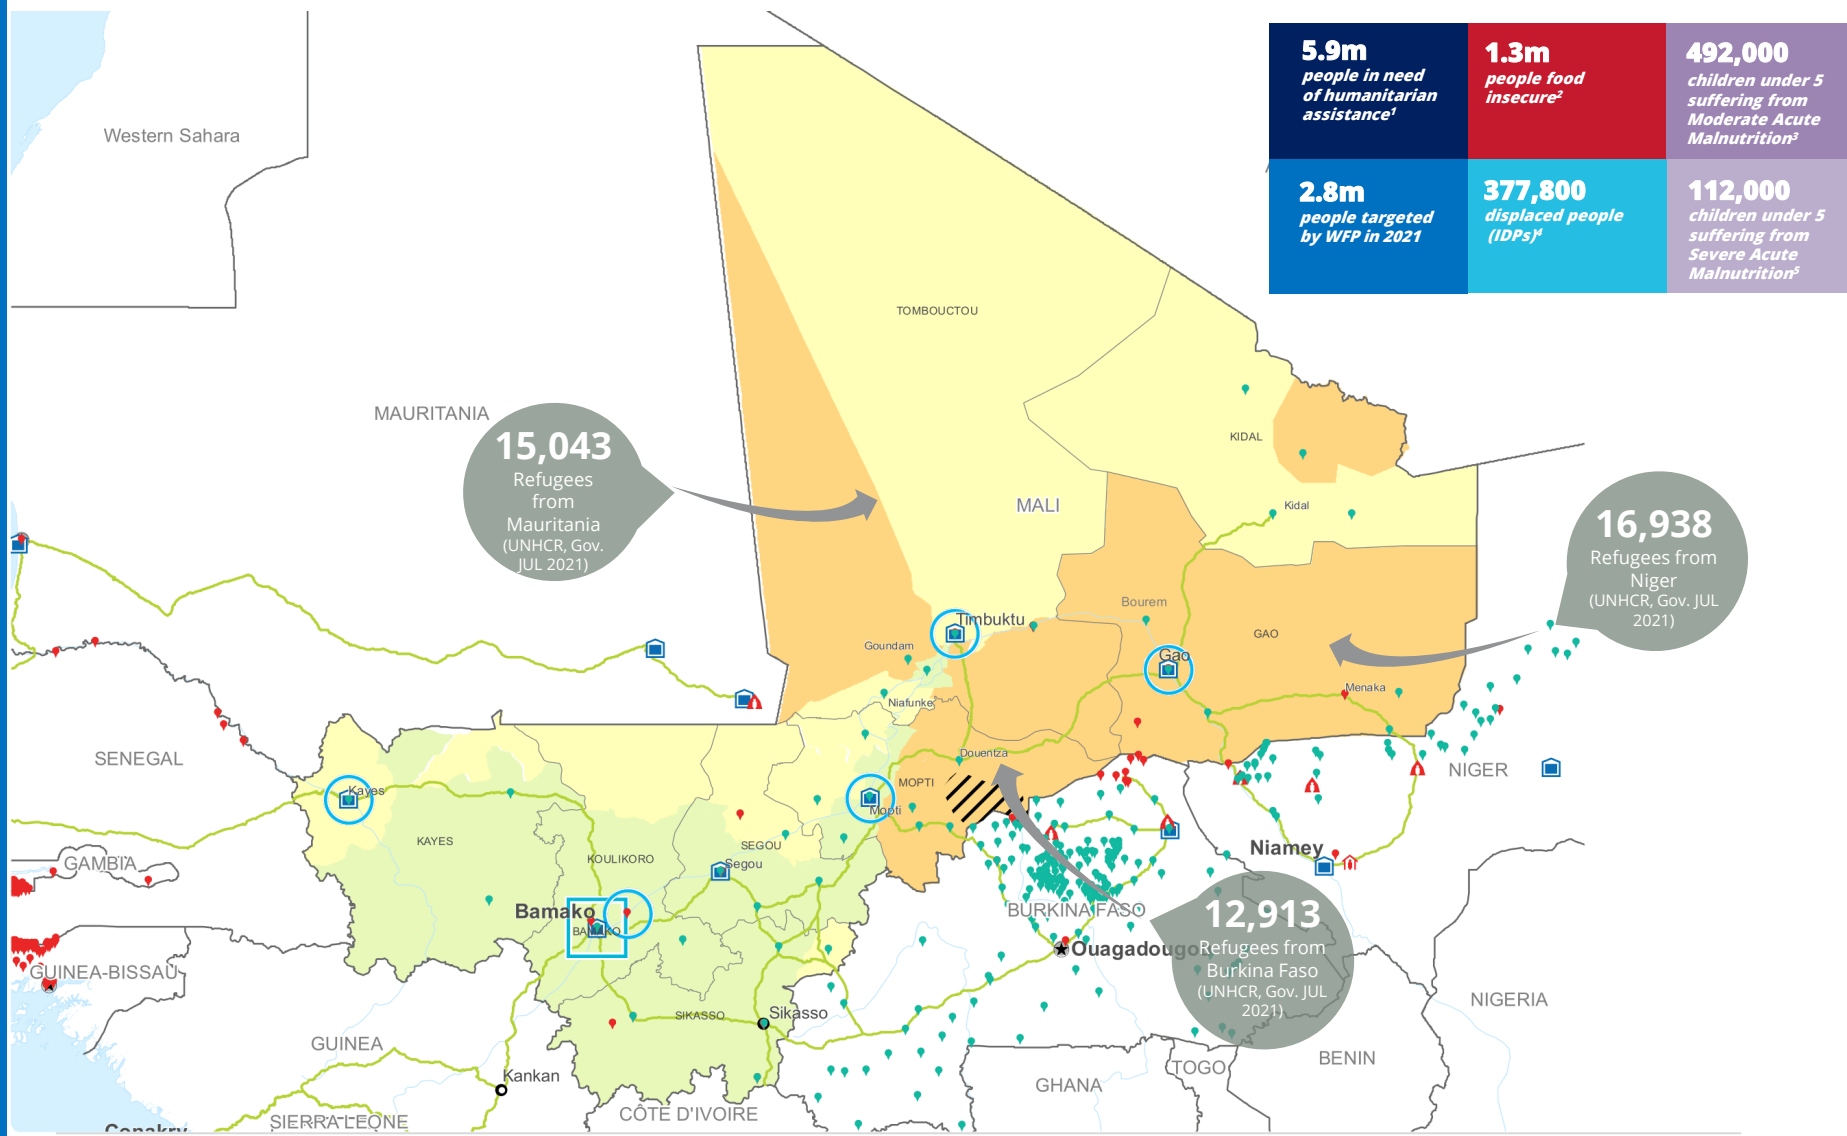 5.9m
people in need
of humanitarian
assistance¹
1.3m
people food
insecure²
492,000
children under 5
suffering from
Moderate Acute
Malnutrition³
2.8m
people targeted
by WFP in 2021
377,800
displaced people
(IDPs)⁴
112,000
children under 5
suffering from
Severe Acute
Malnutrition⁵
Western Sahara
TOMBOUCTOU
MAURITANIA
15,043
Refugees
from
Mauritania
(UNHCR, Gov.
JUL 2021)
KIDAL
MALI
Kidal
16,938
Refugees from
Niger
(UNHCR, Gov. JUL
2021)
Bourem
Timbuktu
GAO
Goundam
Gao
Menaka
Niafunke
Douentza
SENEGAL
NIGER
MOPTI
Kayes
Mopti
KAYES
SEGOU
Niamey
KOULIKORO
Segou
GAMBIA
Bamako
BAMAKO
BURKINA FASO
12,913
Refugees from
Burkina Faso
(UNHCR, Gov. JUL
2021)
Ouagadougo
GUINEA-BISSAU
NIGERIA
SIKASSO
Sikasso
GUINEA
BENIN
TOGO
Kankan
GHANA
CÔTE D'IVOIRE
SIERRA LEONE
Conakry